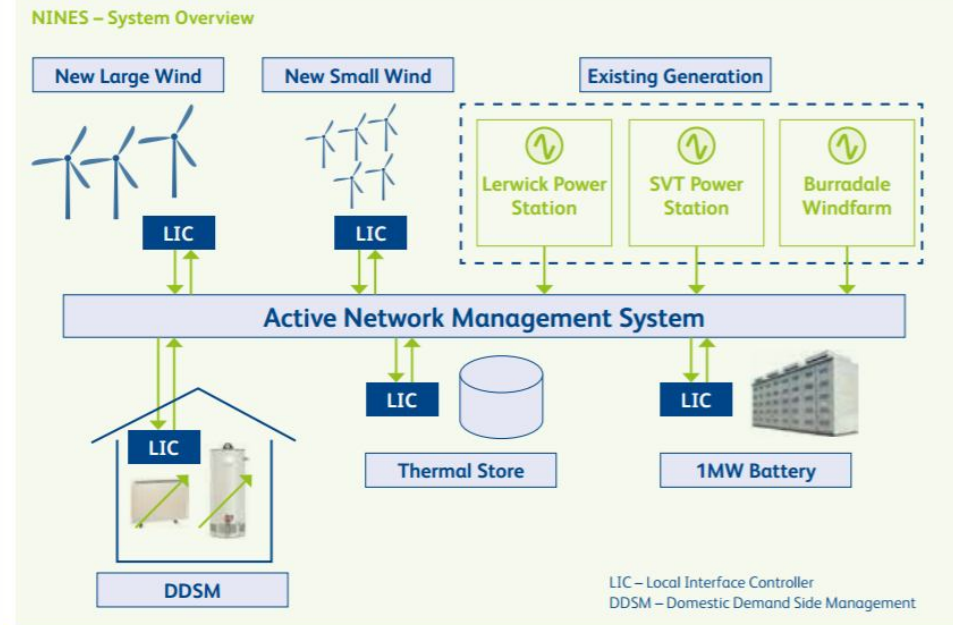 NINES – System Overview
New Large Wind
New Small Wind
Existing Generation
Lerwick Power
Station
SVT Power
Station
Burradale
Windfarm
LIC
LIC
Active Network Management System
LIC
LIC
LIC
Thermal Store
1MW Battery
DDSM
LIC – Local Interface Controller
DDSM – Domestic Demand Side Management